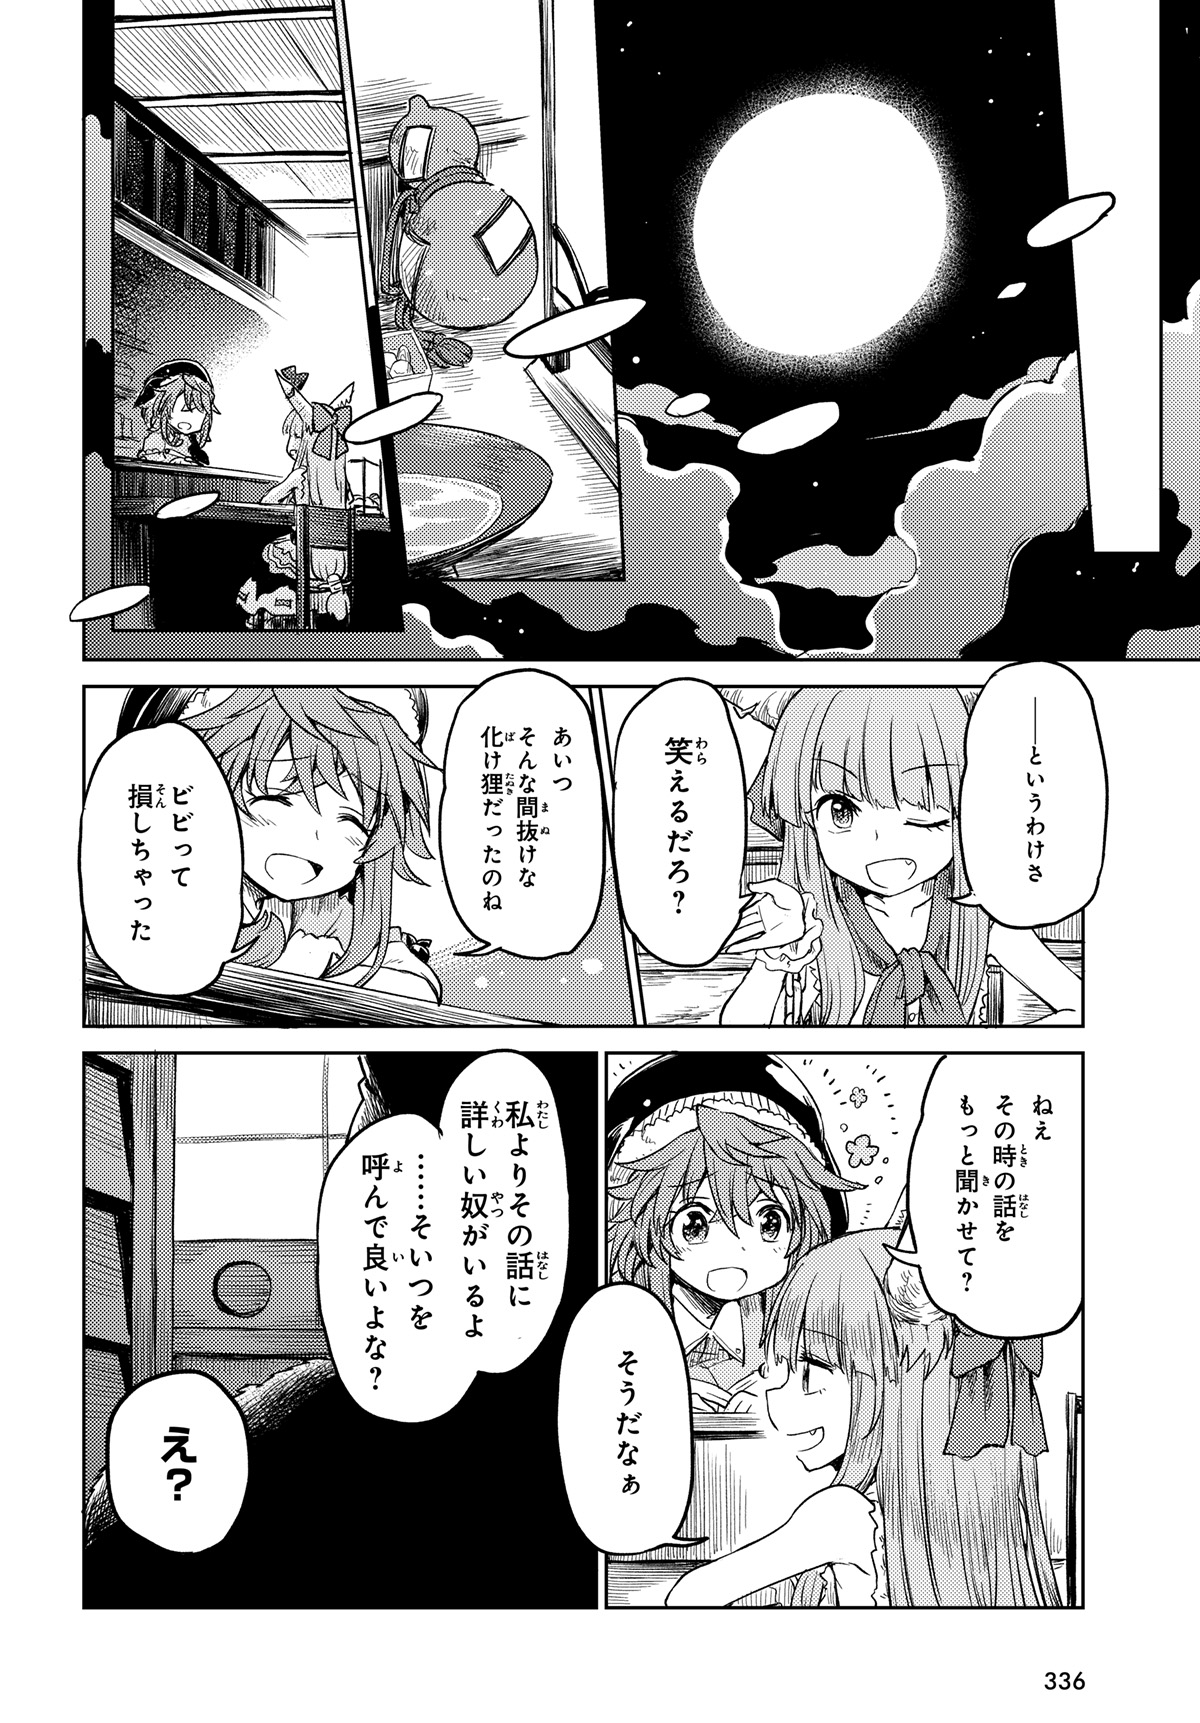 ――というわけさ
笑えるだろ？
あいつ
そんな間抜けな
化け狸だったのね
ビビって
損しちゃった
ねえ
その時の話を
もっと聞かせて？
そうだなぁ
私よりその話に
詳しい奴がいるよ
……そいつを
呼んで良いよな？
え？
336